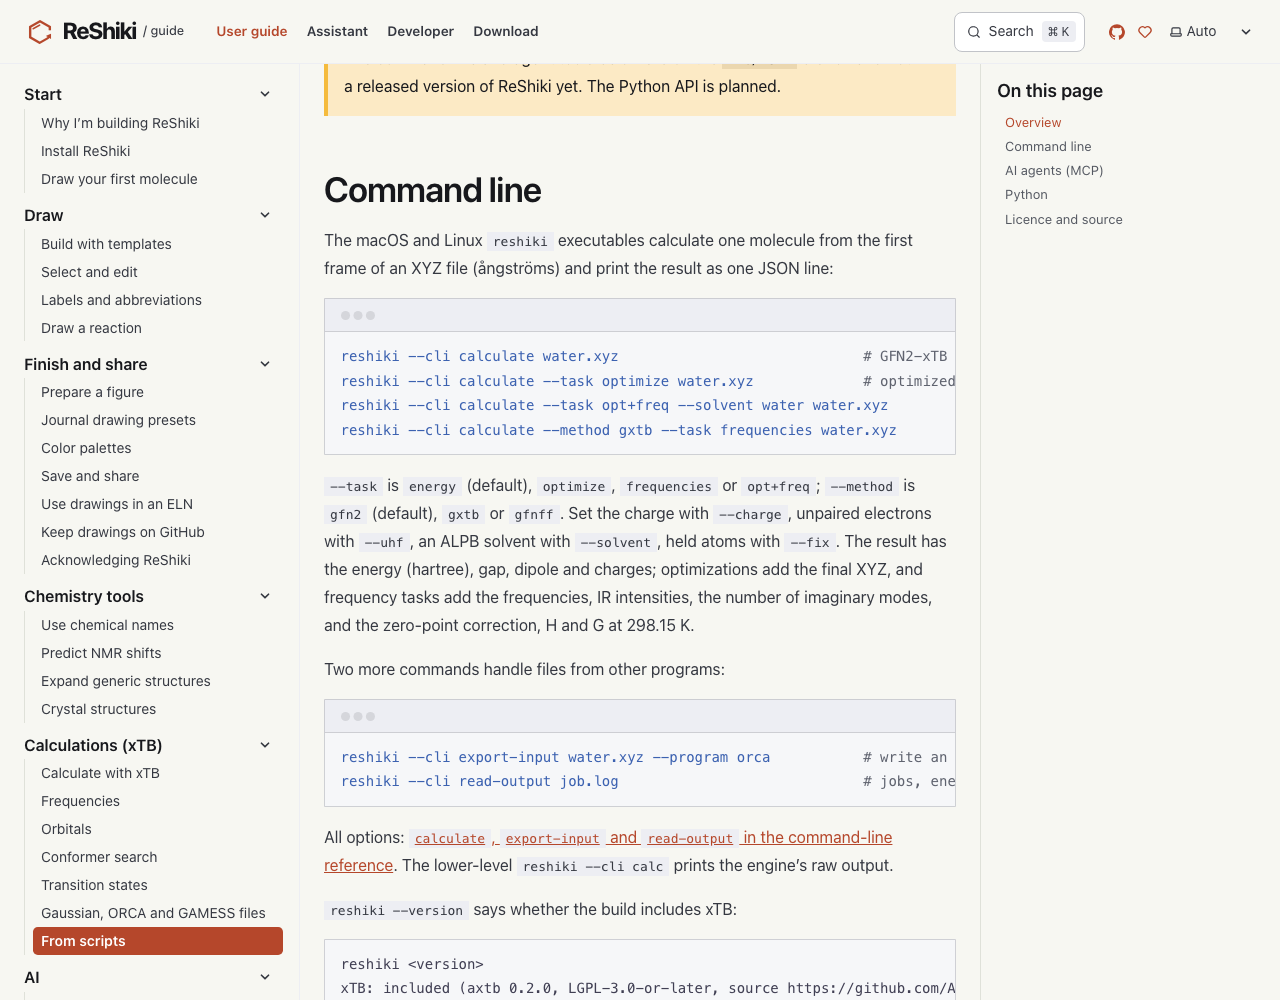 ReShiki / guide
User guide
Assistant
Developer
Download
Search ⌘ K
Auto
Start
Why I'm building ReShiki
Install ReShiki
Draw your first molecule
Draw
Build with templates
Select and edit
Labels and abbreviations
Draw a reaction
Finish and share
Prepare a figure
Journal drawing presets
Color palettes
Save and share
Use drawings in an ELN
Keep drawings on GitHub
Acknowledging ReShiki
Chemistry tools
Use chemical names
Predict NMR shifts
Expand generic structures
Crystal structures
Calculations (xTB)
Calculate with xTB
Frequencies
Orbitals
Conformer search
Transition states
Gaussian, ORCA and GAMESS files
From scripts
AI
a released version of ReShiki yet. The Python API is planned.
Command line
The macOS and Linux reshiki executables calculate one molecule from the first
frame of an XYZ file (ångströms) and print the result as one JSON line:
reshiki --cli calculate water.xyz # GFN2-xTB
reshiki --cli calculate --task optimize water.xyz # optimized
reshiki --cli calculate --task opt+freq --solvent water water.xyz
reshiki --cli calculate --method gxtb --task frequencies water.xyz
--task is energy (default), optimize, frequencies or opt+freq; --method is
gfn2 (default), gxtb or gfnff. Set the charge with --charge, unpaired electrons
with --uhf, an ALPB solvent with --solvent, held atoms with --fix. The result has
the energy (hartree), gap, dipole and charges; optimizations add the final XYZ, and
frequency tasks add the frequencies, IR intensities, the number of imaginary modes,
and the zero-point correction, H and G at 298.15 K.
Two more commands handle files from other programs:
reshiki --cli export-input water.xyz --program orca # write an
reshiki --cli read-output job.log # jobs, ene
All options: calculate, export-input and read-output in the command-line
reference. The lower-level reshiki --cli calc prints the engine's raw output.
reshiki --version says whether the build includes xTB:
reshiki <version>
xTB: included (axtb 0.2.0, LGPL-3.0-or-later, source https://github.com/A
On this page
Overview
Command line
AI agents (MCP)
Python
Licence and source